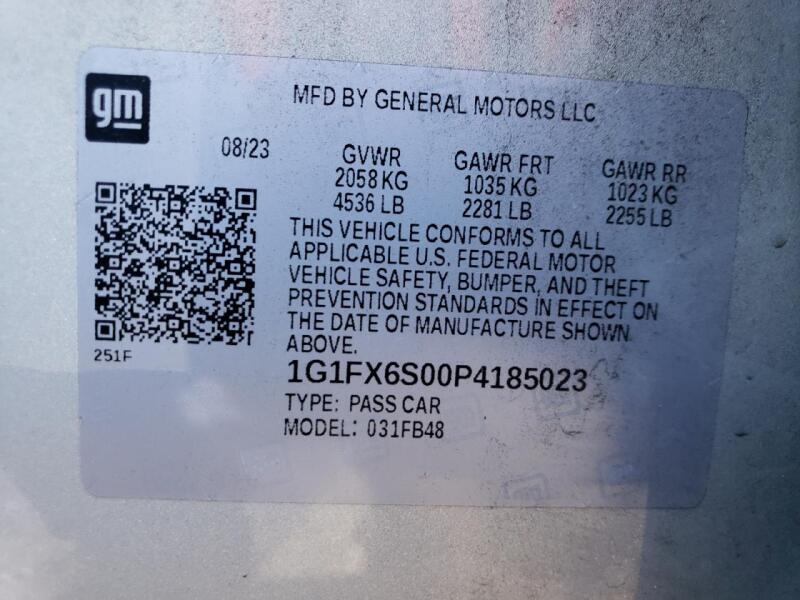 gm
MFD BY GENERAL MOTORS LLC
08/23
GVWR
2058 KG
4536 LB
GAWR FRT
1035 KG
2281 LB
GAWR RR
1023 KG
2255 LB
THIS VEHICLE CONFORMS TO ALL
APPLICABLE U.S. FEDERAL MOTOR
VEHICLE SAFETY, BUMPER, AND THEFT
PREVENTION STANDARDS IN EFFECT ON
THE DATE OF MANUFACTURE SHOWN
ABOVE.
251F
1G1FX6S00P4185023
TYPE: PASS CAR
MODEL: 031FB48
gm